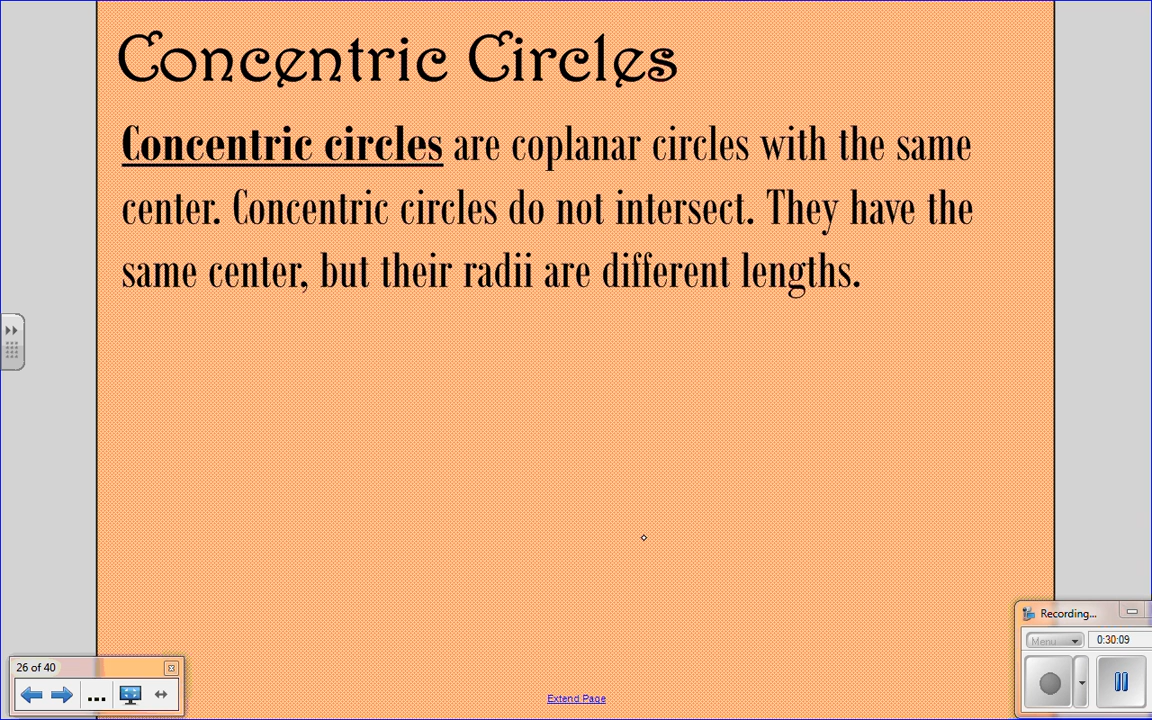 Concentric Circles
Concentric circles are coplanar circles with the same
center. Concentric circles do not intersect. They have the
same center, but their radii are different lengths.
Recording...
Menu
0:30:09
26 of 40
...
Extend Page